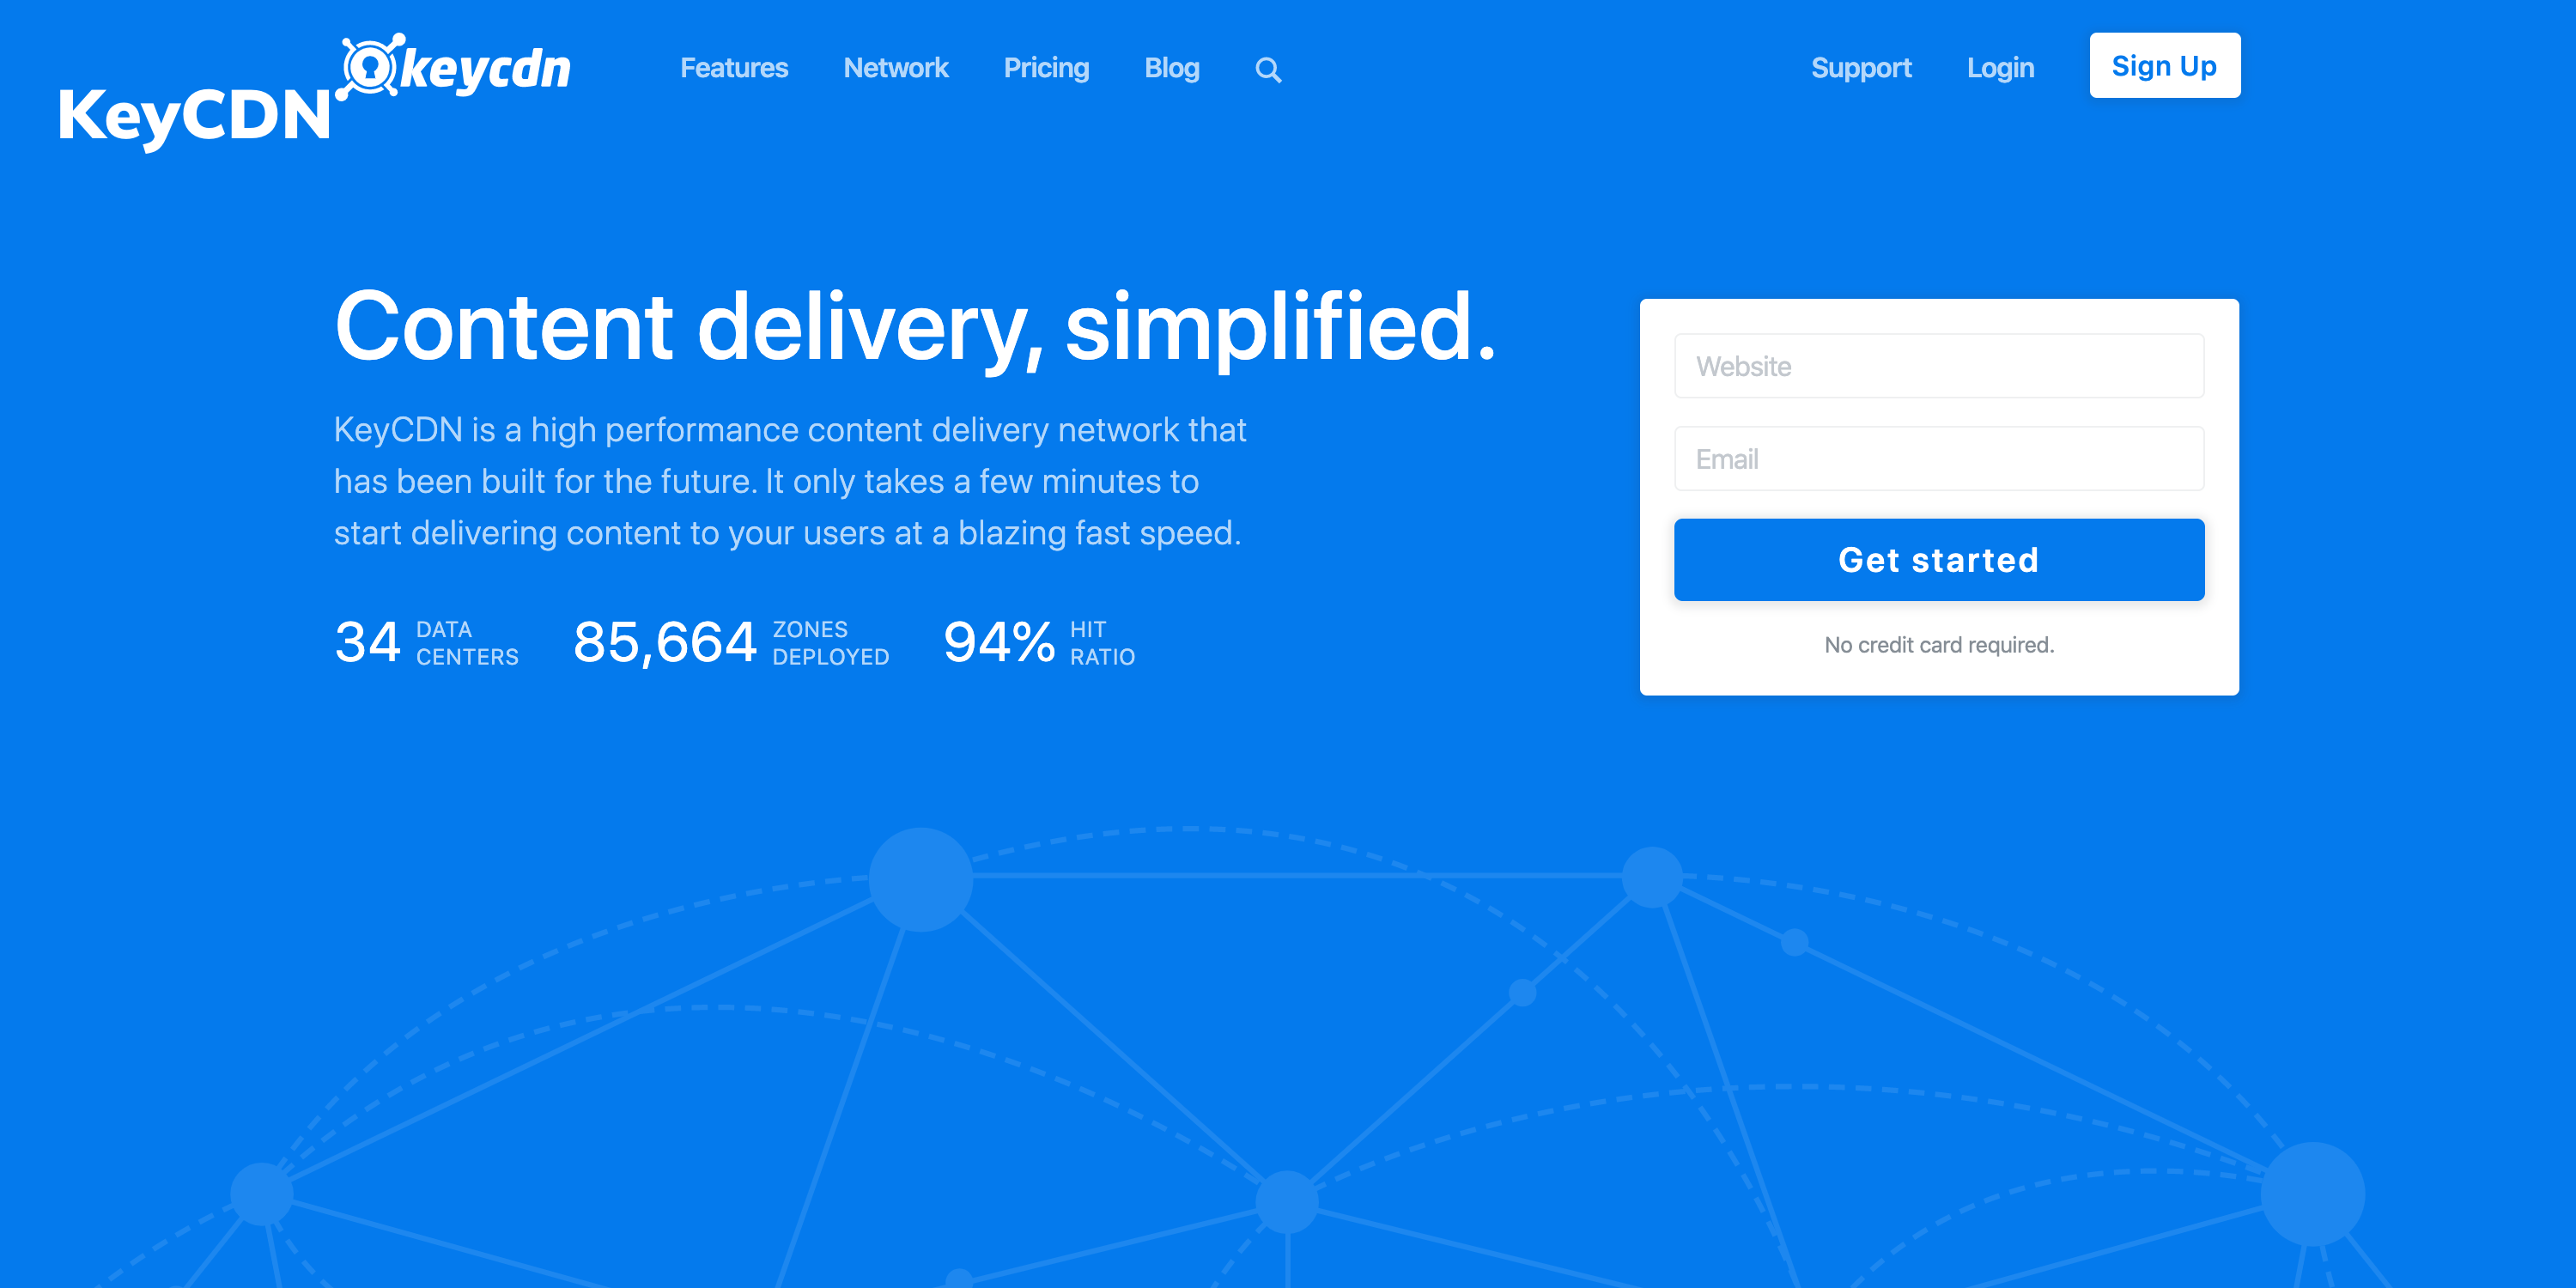 KeyCDN
keycdn
Features Network Pricing Blog
Support Login Sign Up
Content delivery, simplified.
KeyCDN is a high performance content delivery network that
has been built for the future. It only takes a few minutes to
start delivering content to your users at a blazing fast speed.
34 DATA CENTERS
85,664 ZONES DEPLOYED
94% HIT RATIO
Website
Email
Get started
No credit card required.